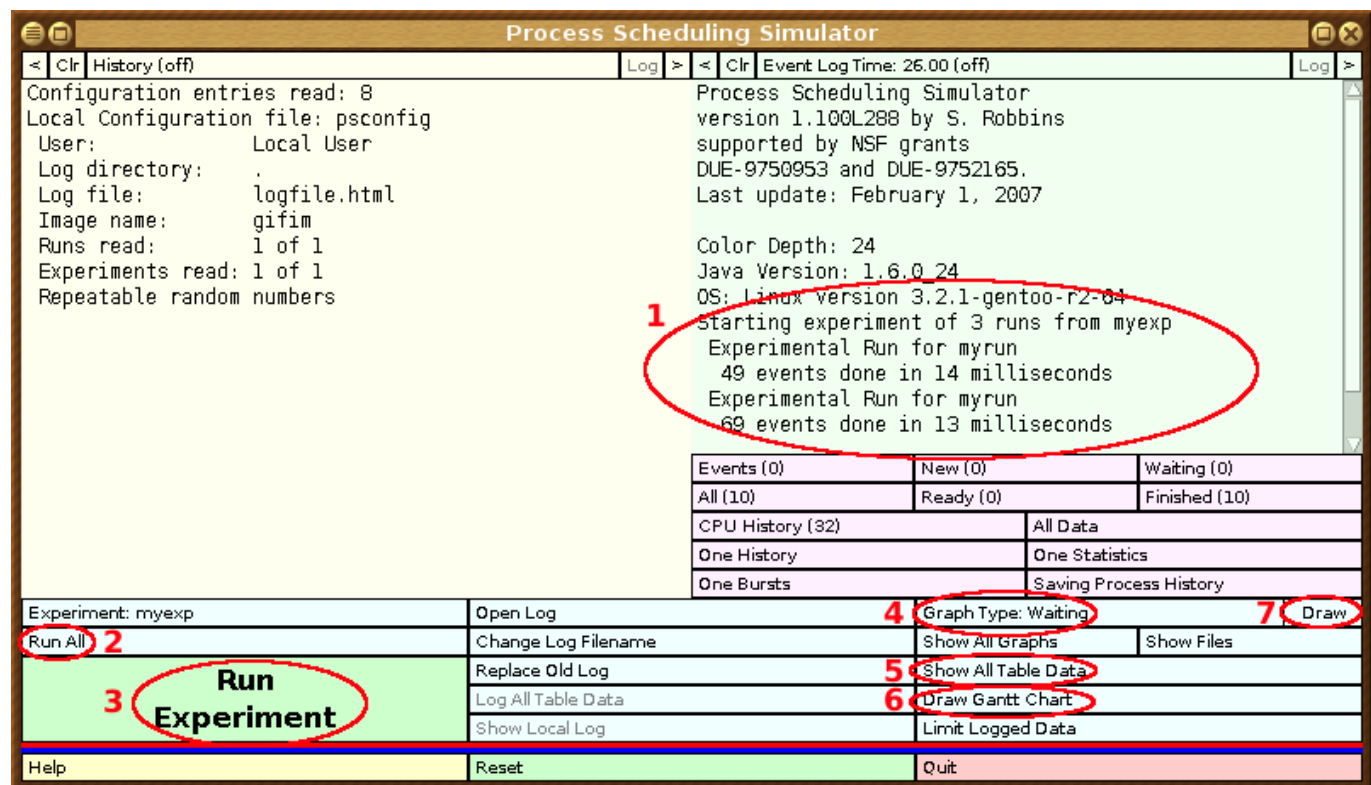 Process Scheduling Simulator
< Clr History (off) Log >
Configuration entries read: 8
Local Configuration file: psconfig
User: Local User
Log directory: .
Log file: logfile.html
Image name: gifim
Runs read: 1 of 1
Experiments read: 1 of 1
Repeatable random numbers
< Clr Event Log Time: 26.00 (off) Log >
Process Scheduling Simulator
version 1.100L288 by S. Robbins
supported by NSF grants
DUE-9750953 and DUE-9752165.
Last update: February 1, 2007
Color Depth: 24
Java Version: 1.6.0_24
OS: Linux version 3.2.1-gentoo-r2-64
1 Starting experiment of 3 runs from myexp
Experimental Run for myrun
49 events done in 14 milliseconds
Experimental Run for myrun
69 events done in 13 milliseconds
Events (0) New (0) Waiting (0)
All (10) Ready (0) Finished (10)
CPU History (32) All Data
One History One Statistics
One Bursts Saving Process History
Experiment: myexp Open Log 4 Graph Type: Waiting 7 Draw
Run All 2 Change Log Filename Show All Graphs Show Files
Replace Old Log 5 Show All Table Data
3 Run
Experiment
Log All Table Data 6 Draw Gantt Chart
Show Local Log Limit Logged Data
Help Reset Quit